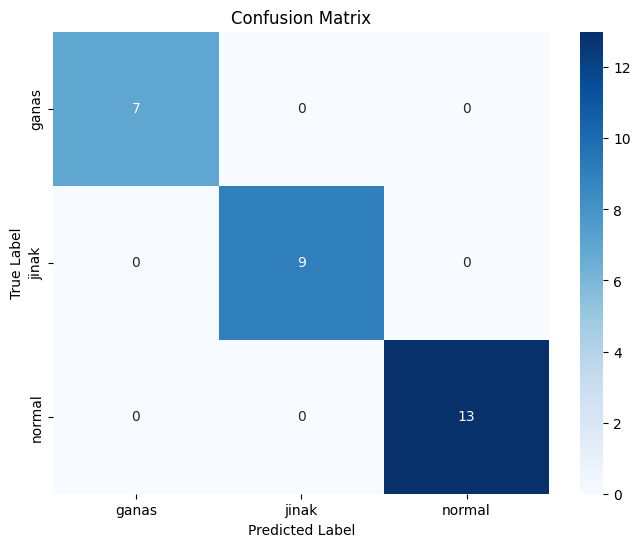 Confusion Matrix
True Label
ganas
7 0 0
jinak
0 9 0
normal
0 0 13
ganas jinak normal
Predicted Label
12
10
8
6
4
2
0